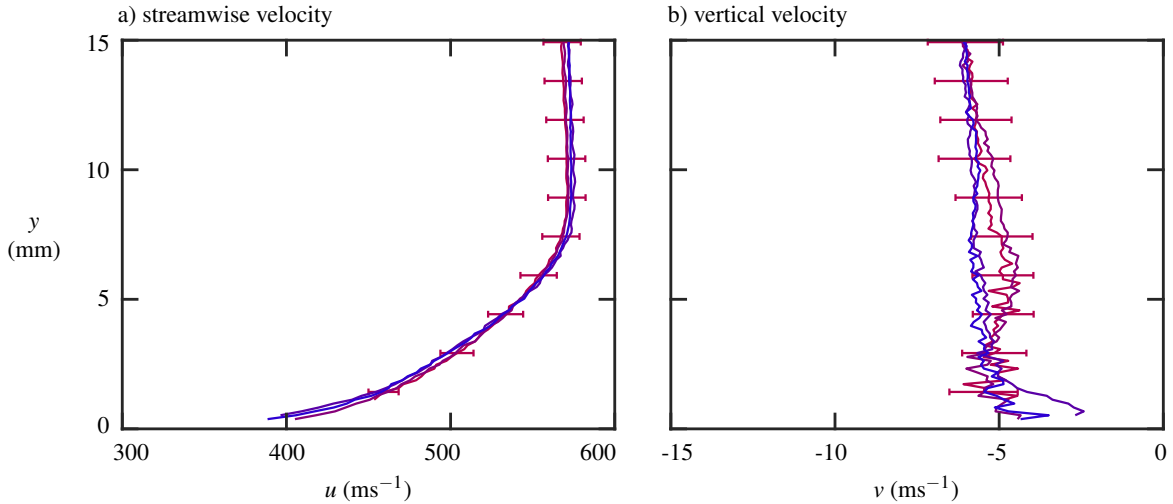 a) streamwise velocity
b) vertical velocity
15
10
y
(mm)
5
0
300
400
500
600
-15
-10
-5
0
u (ms⁻¹)
v (ms⁻¹)